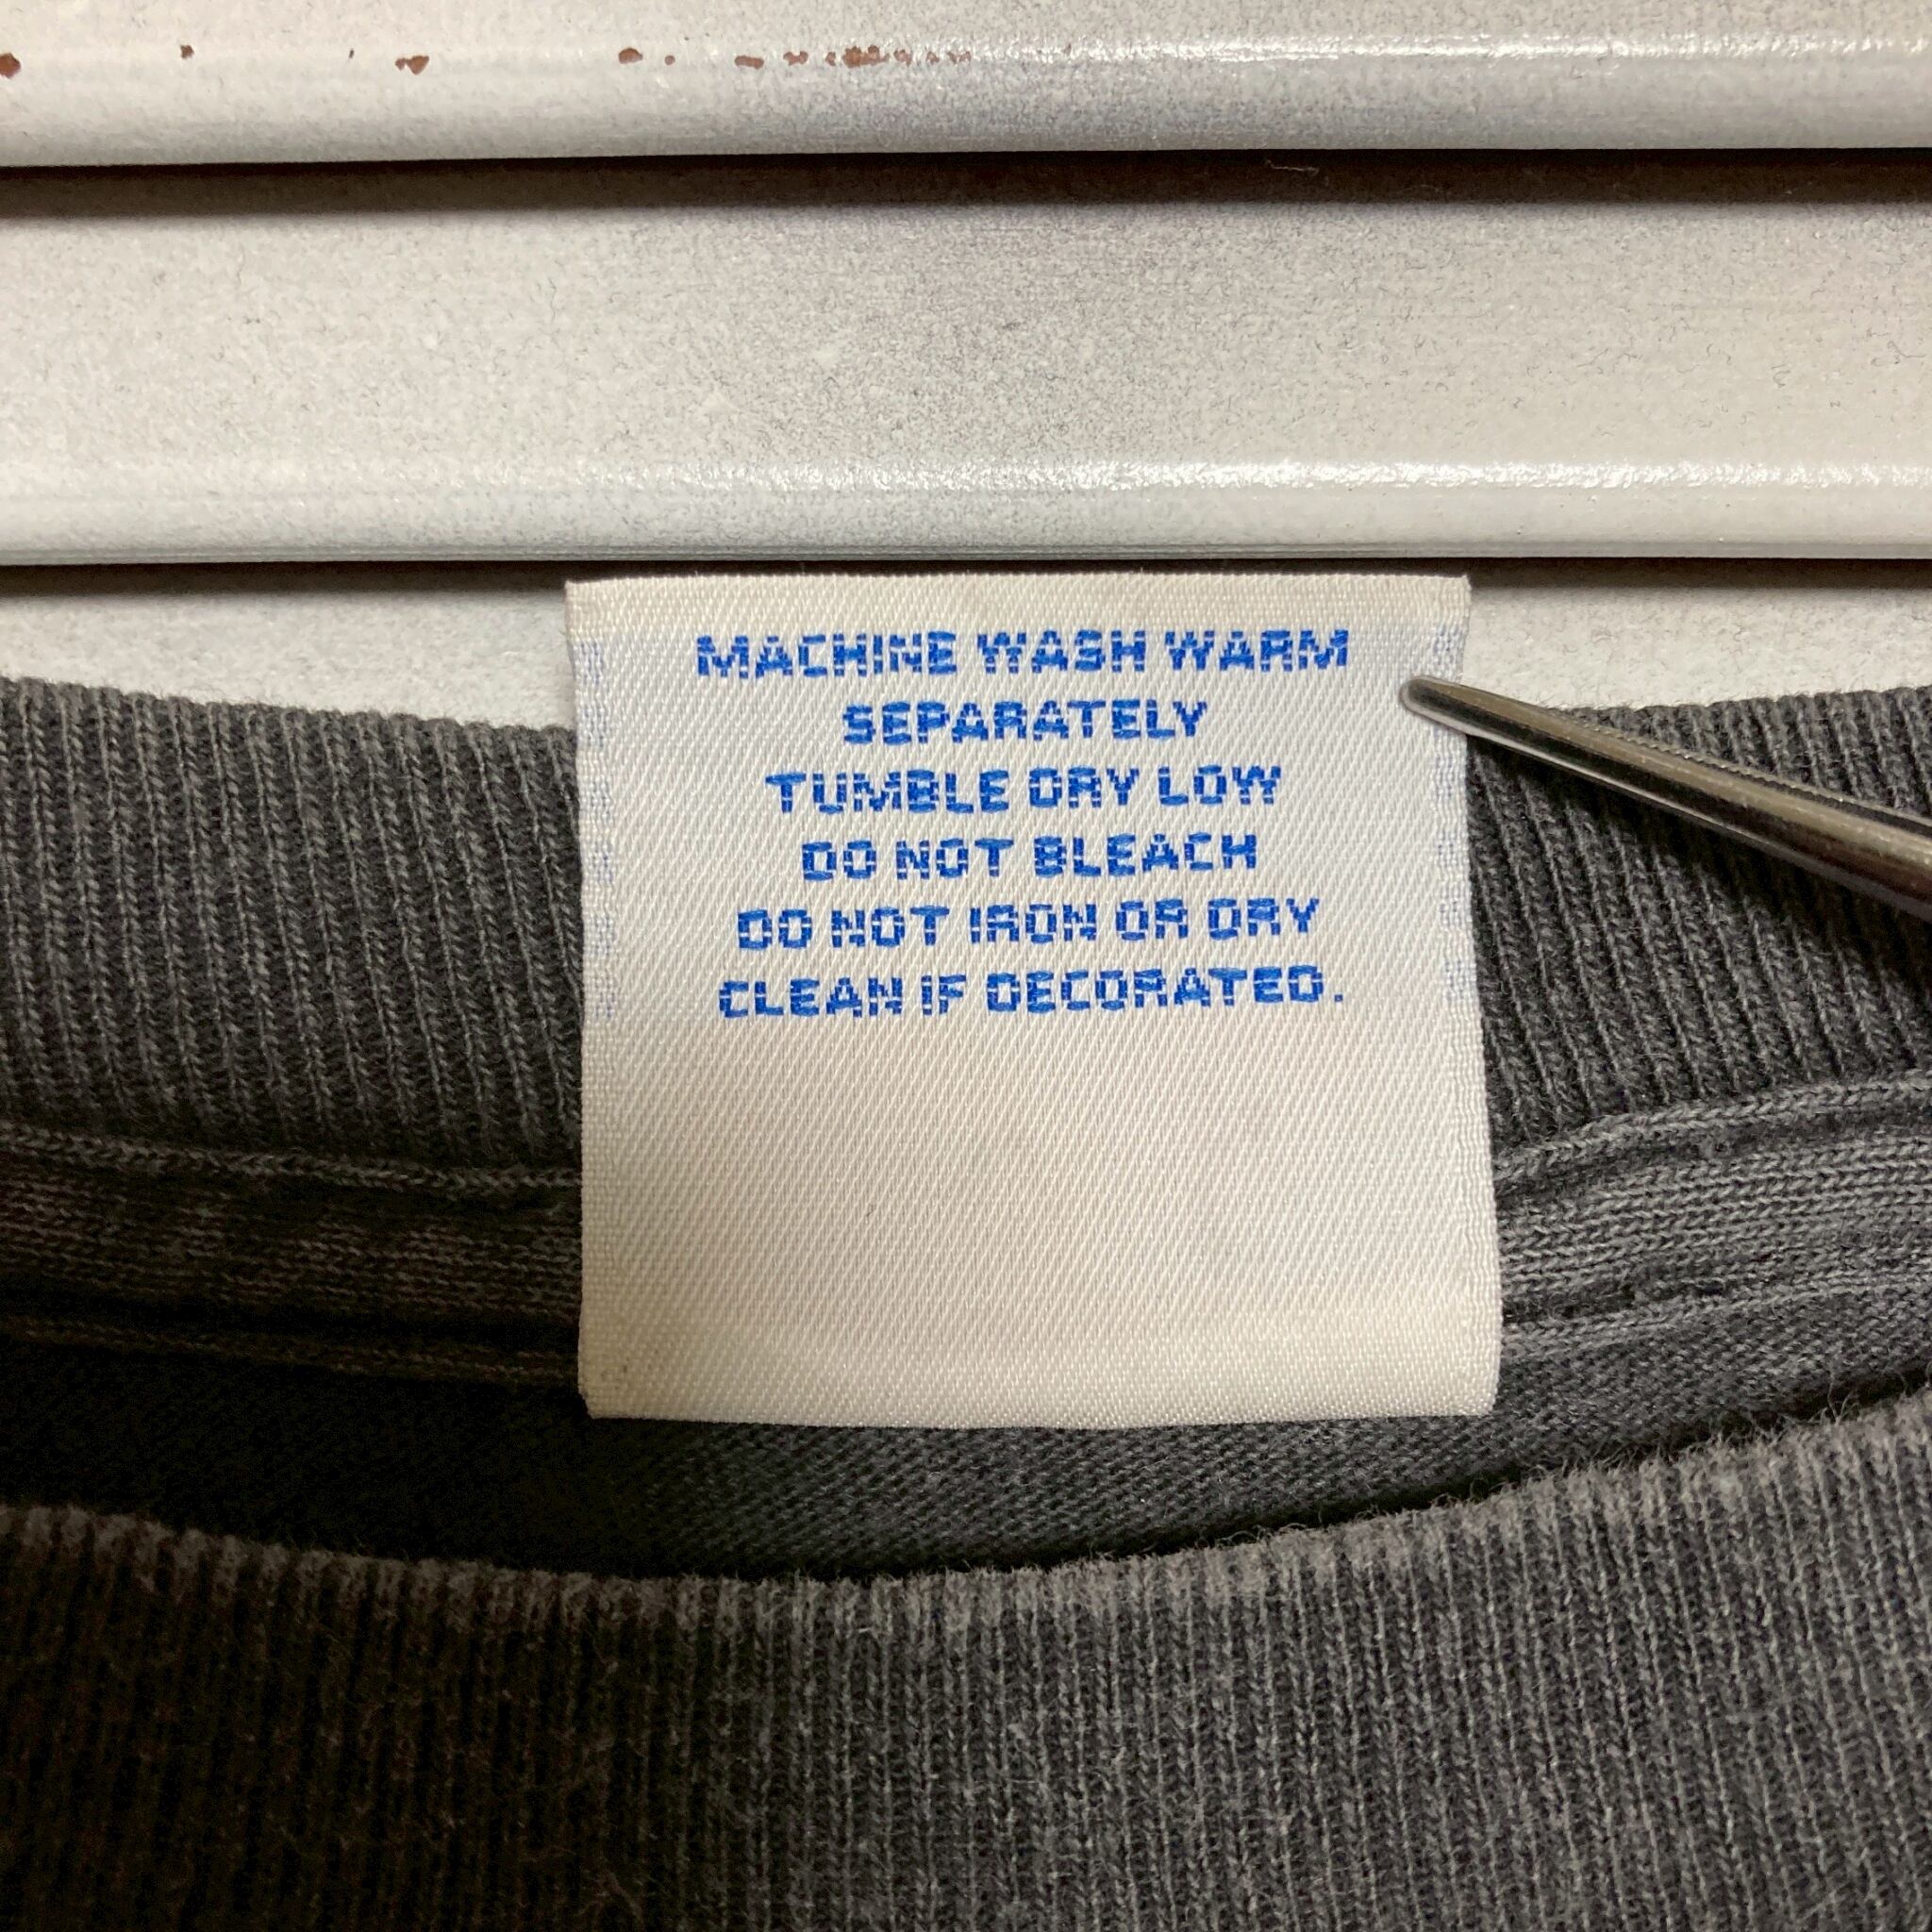 MACHINE WASH WARM
SEPARATELY
TUMBLE DRY LOW
DO NOT BLEACH
DO NOT IRON OR DRY
CLEAN IF DECORATED.